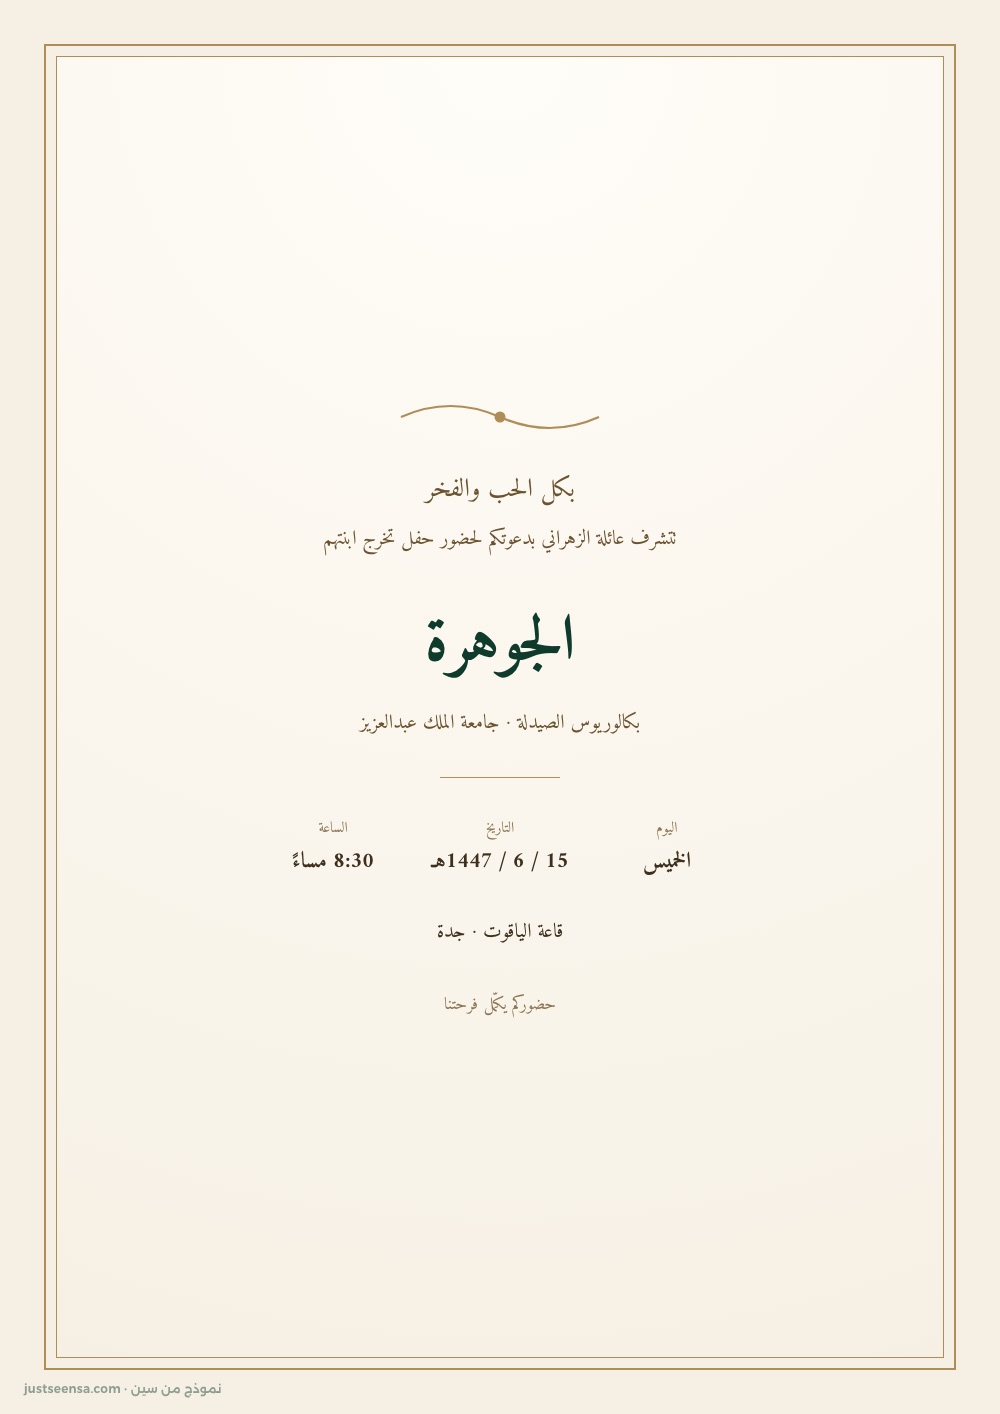 بكل الحب والفخر
تتشرف عائلة الزهراني بدعوتكم لحضور حفل تخرج ابنتهم
الجوهرة
بكالوريوس الصيدلة · جامعة الملك عبدالعزيز
اليوم التاريخ الساعة
الخميس 15 / 6 / 1447هـ 8:30 مساءً
قاعة الياقوت · جدة
حضوركم يكمّل فرحتنا
نموذج من سين · justseensa.com